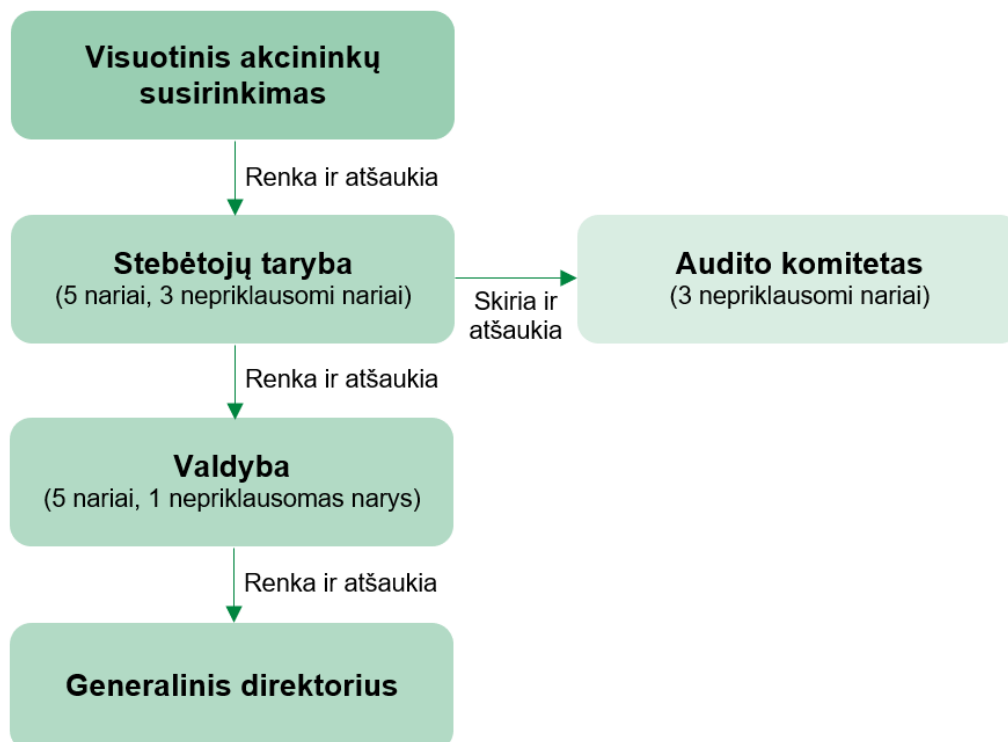 Visuotinis akcininkų
susirinkimas
Renka ir atšaukia
Stebėtojų taryba
(5 nariai, 3 nepriklausomi nariai)
Skiria ir
atšaukia
Audito komitetas
(3 nepriklausomi nariai)
Renka ir atšaukia
Valdyba
(5 nariai, 1 nepriklausomas narys)
Renka ir atšaukia
Generalinis direktorius